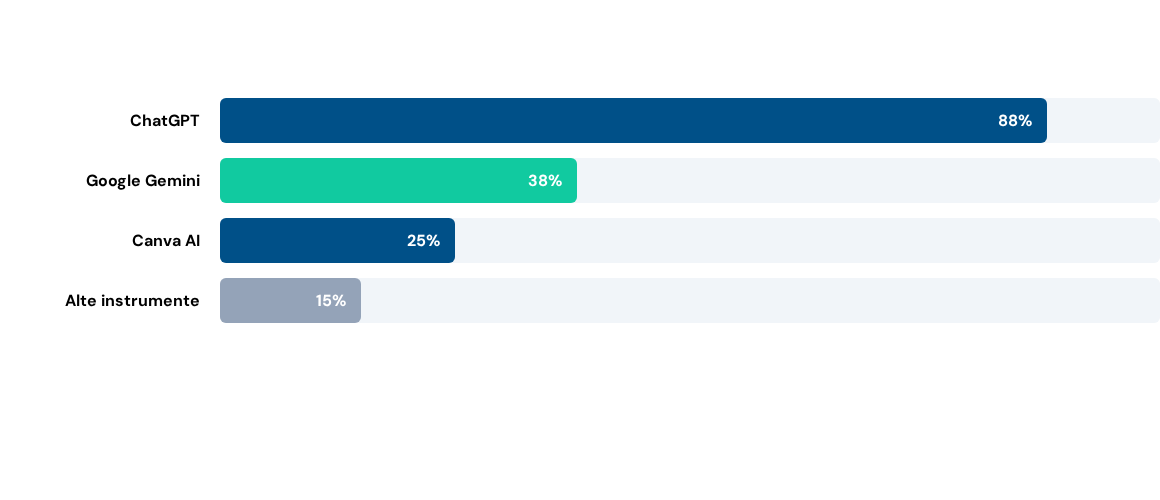 ChatGPT 88%
Google Gemini 38%
Canva AI 25%
Alte instrumente 15%